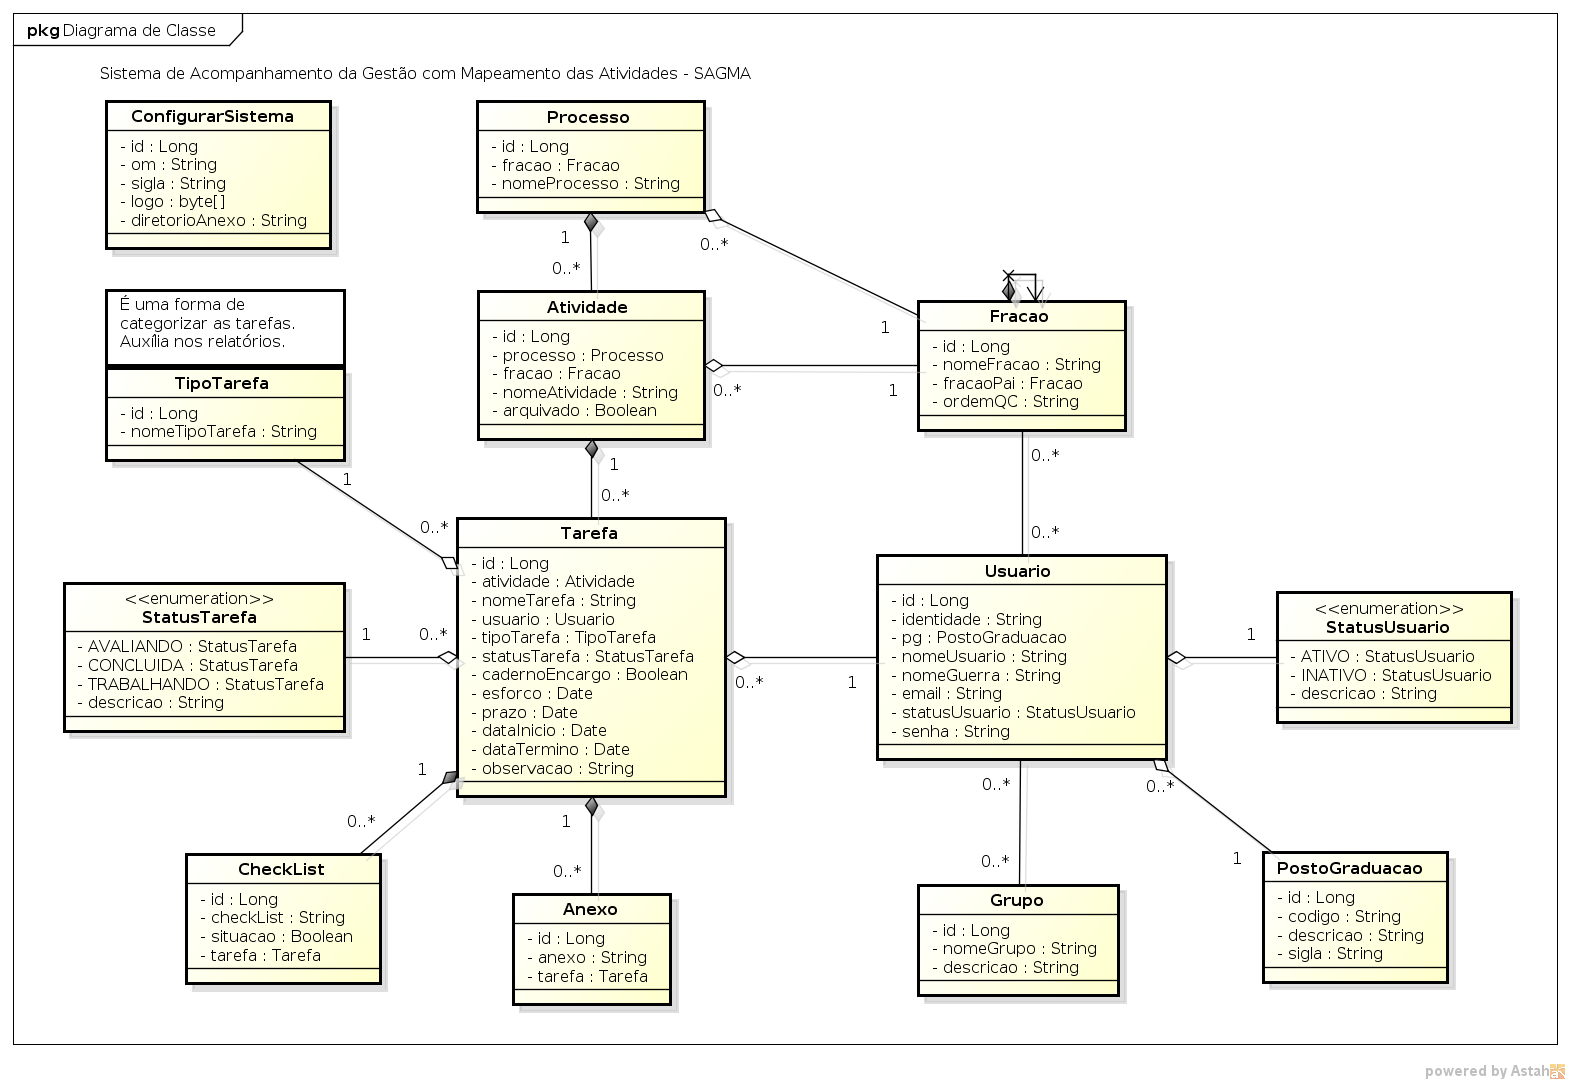 pkg Diagrama de Classe
Sistema de Acompanhamento da Gestão com Mapeamento das Atividades - SAGMA
ConfigurarSistema
- id : Long
- om : String
- sigla : String
- logo : byte[]
- diretorioAnexo : String
Processo
- id : Long
- fracao : Fracao
- nomeProcesso : String
1
0..*
0..*
1
É uma forma de
categorizar as tarefas.
Auxília nos relatórios.
TipoTarefa
- id : Long
- nomeTipoTarefa : String
Atividade
- id : Long
- processo : Processo
- fracao : Fracao
- nomeAtividade : String
- arquivado : Boolean
0..*
1
Fracao
- id : Long
- nomeFracao : String
- fracaoPai : Fracao
- ordemQC : String
1
0..*
1
0..*
0..*
0..*
StatusTarefa
<<enumeration>>
- AVALIANDO : StatusTarefa
- CONCLUIDA : StatusTarefa
- TRABALHANDO : StatusTarefa
- descricao : String
1
0..*
Tarefa
- id : Long
- atividade : Atividade
- nomeTarefa : String
- usuario : Usuario
- tipoTarefa : TipoTarefa
- statusTarefa : StatusTarefa
- cadernoEncargo : Boolean
- esforco : Date
- prazo : Date
- dataInicio : Date
- dataTermino : Date
- observacao : String
0..*
1
Usuario
- id : Long
- identidade : String
- pg : PostoGraduacao
- nomeUsuario : String
- nomeGuerra : String
- email : String
- statusUsuario : StatusUsuario
- senha : String
1
<<enumeration>>
StatusUsuario
- ATIVO : StatusUsuario
- INATIVO : StatusUsuario
- descricao : String
1
0..*
1
0..*
0..*
0..*
0..*
1
CheckList
- id : Long
- checkList : String
- situacao : Boolean
- tarefa : Tarefa
Anexo
- id : Long
- anexo : String
- tarefa : Tarefa
Grupo
- id : Long
- nomeGrupo : String
- descricao : String
PostoGraduacao
- id : Long
- codigo : String
- descricao : String
- sigla : String
powered by Astah